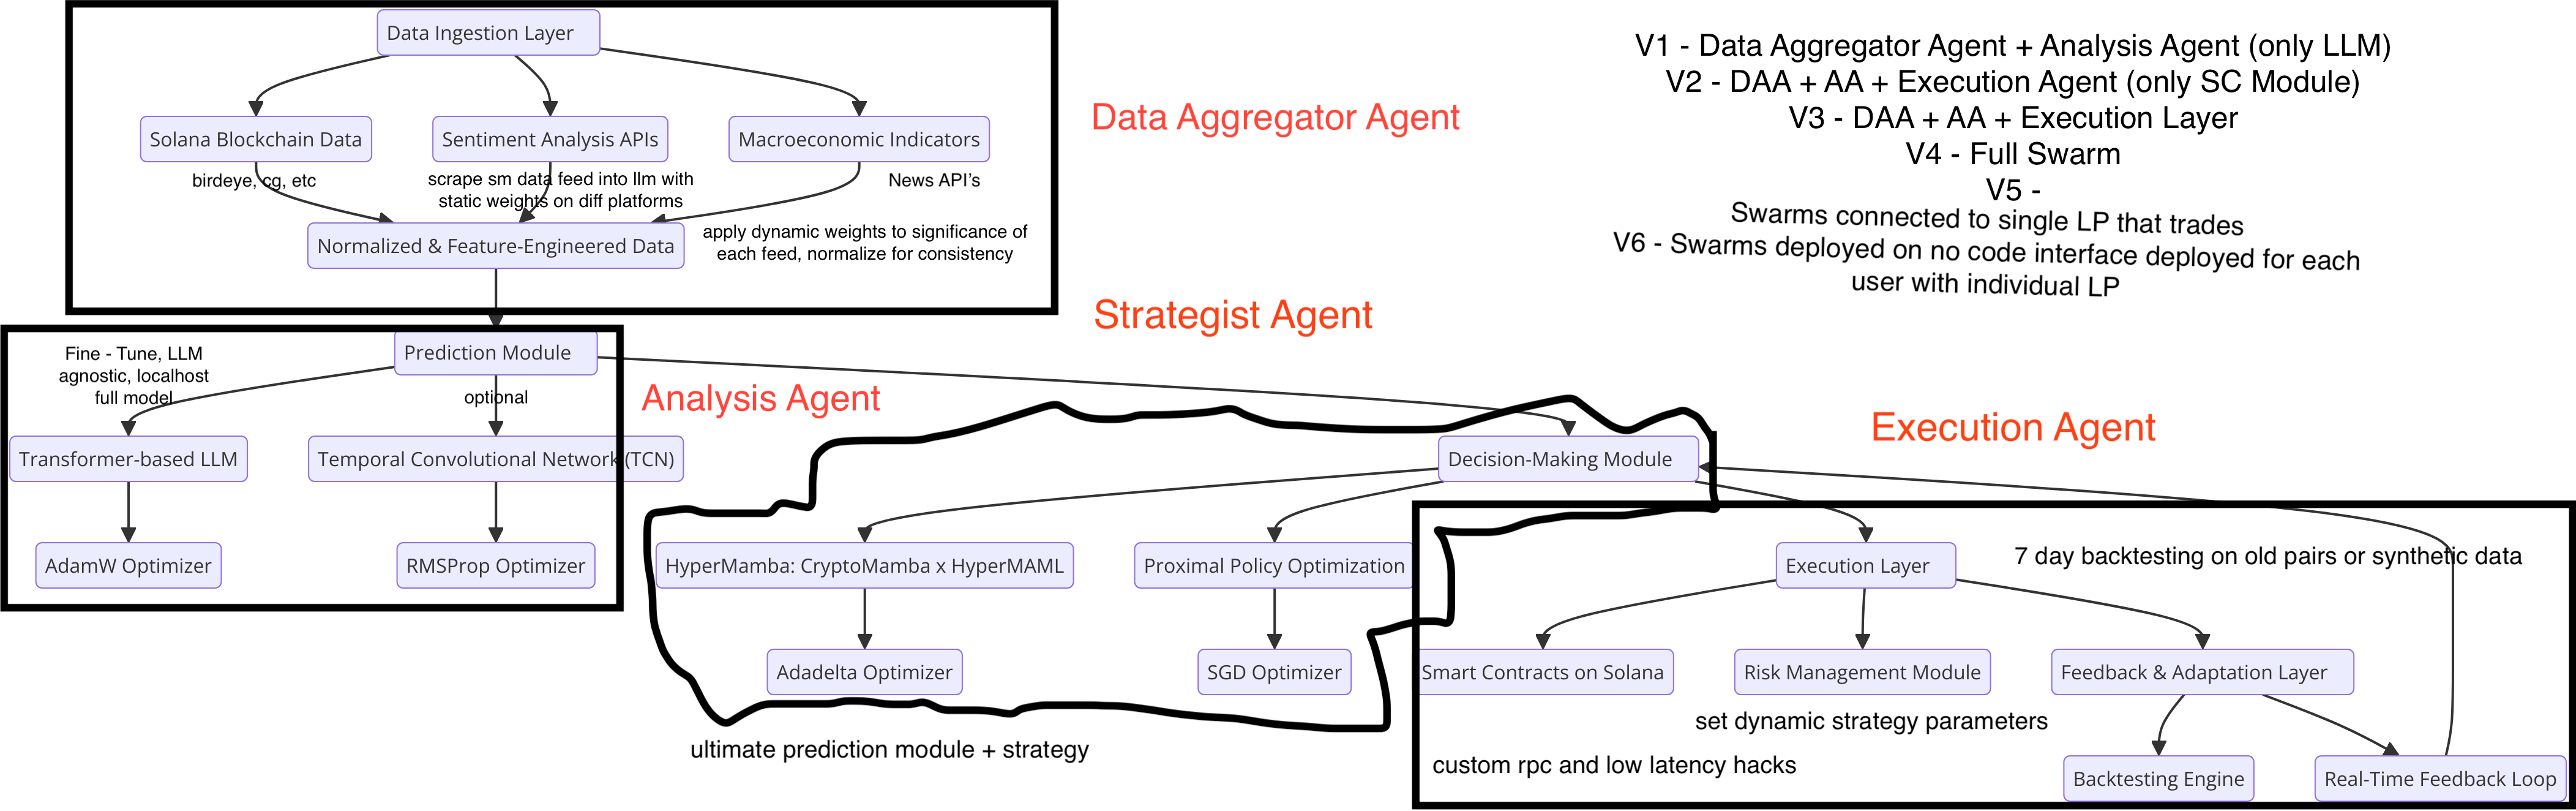 Data Ingestion Layer
Solana Blockchain Data
Sentiment Analysis APIs
Macroeconomic Indicators
birdeye, cg, etc
scrape sm data feed into llm with
static weights on diff platforms
News API's
Normalized & Feature-Engineered Data
apply dynamic weights to significance of
each feed, normalize for consistency
Data Aggregator Agent
V1 - Data Aggregator Agent + Analysis Agent (only LLM)
V2 - DAA + AA + Execution Agent (only SC Module)
V3 - DAA + AA + Execution Layer
V4 - Full Swarm
V5 -
Swarms connected to single LP that trades
V6 - Swarms deployed on no code interface deployed for each
user with individual LP
Strategist Agent
Fine - Tune, LLM
agnostic, localhost
full model
Prediction Module
optional
Analysis Agent
Transformer-based LLM
Temporal Convolutional Network (TCN)
AdamW Optimizer
RMSProp Optimizer
Decision-Making Module
Execution Agent
HyperMamba: CryptoMamba x HyperMAML
Proximal Policy Optimization
Adadelta Optimizer
SGD Optimizer
ultimate prediction module + strategy
Execution Layer
7 day backtesting on old pairs or synthetic data
Smart Contracts on Solana
Risk Management Module
Feedback & Adaptation Layer
set dynamic strategy parameters
custom rpc and low latency hacks
Backtesting Engine
Real-Time Feedback Loop